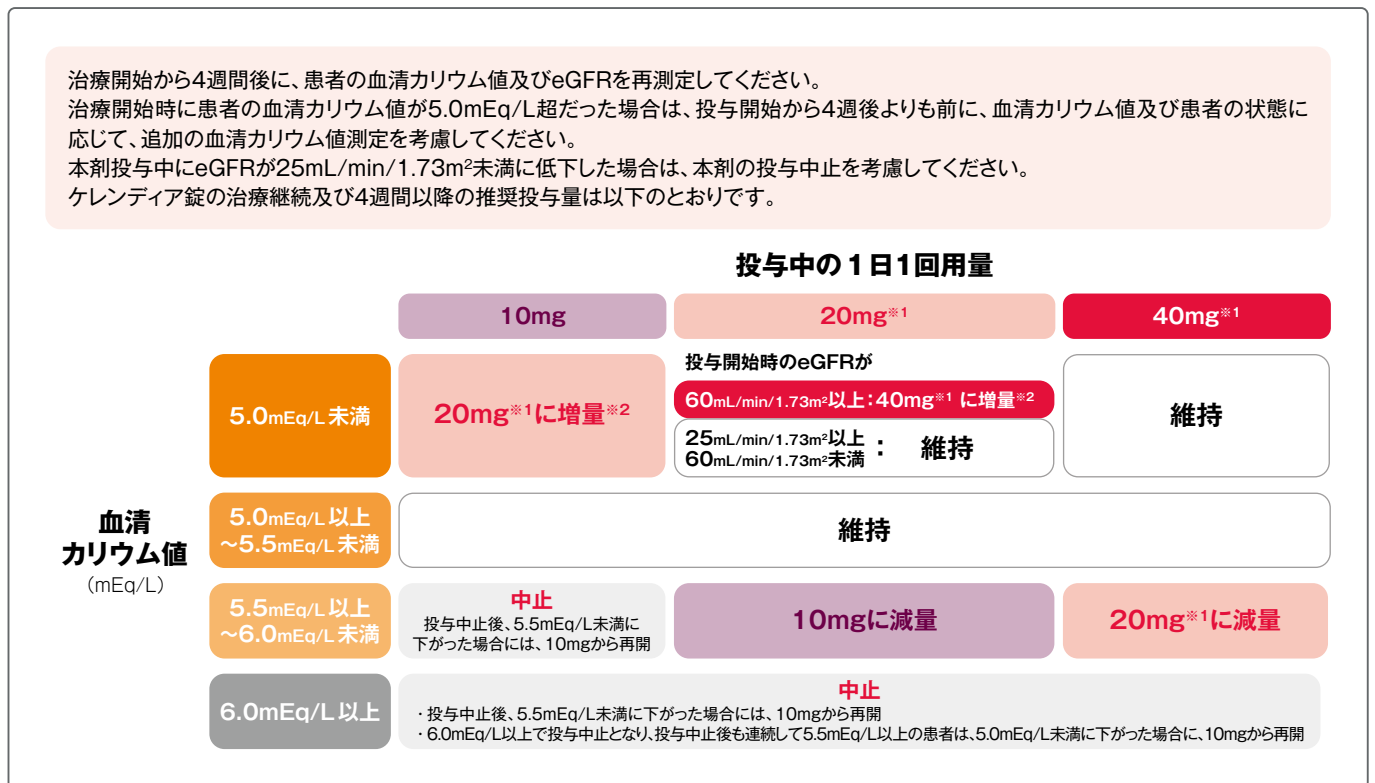 治療開始から4週間後に、患者の血清カリウム値及びeGFRを再測定してください。
治療開始時に患者の血清カリウム値が5.0mEq/L超だった場合は、投与開始から4週後よりも前に、血清カリウム値及び患者の状態に
応じて、追加の血清カリウム値測定を考慮してください。
本剤投与中にeGFRが25mL/min/1.73m²未満に低下した場合は、本剤の投与中止を考慮してください。
ケレンディア錠の治療継続及び4週間以降の推奨投与量は以下のとおりです。
投与中の1日1回用量
10mg
20mg※1
40mg※1
5.0mEq/L未満
20mg※1に増量※2
投与開始時のeGFRが
60mL/min/1.73m²以上：40mg※1 に増量※2
25mL/min/1.73m²以上
60mL/min/1.73m²未満
： 維持
維持
血清
カリウム値
（mEq/L）
5.0mEq/L以上
～5.5mEq/L未満
維持
5.5mEq/L以上
～6.0mEq/L未満
中止
投与中止後、5.5mEq/L未満に
下がった場合には、10mgから再開
10mgに減量
20mg※1に減量
6.0mEq/L以上
中止
・投与中止後、5.5mEq/L未満に下がった場合には、10mgから再開
・6.0mEq/L以上で投与中止となり、投与中止後も連続して5.5mEq/L以上の患者は、5.0mEq/L未満に下がった場合に、10mgから再開